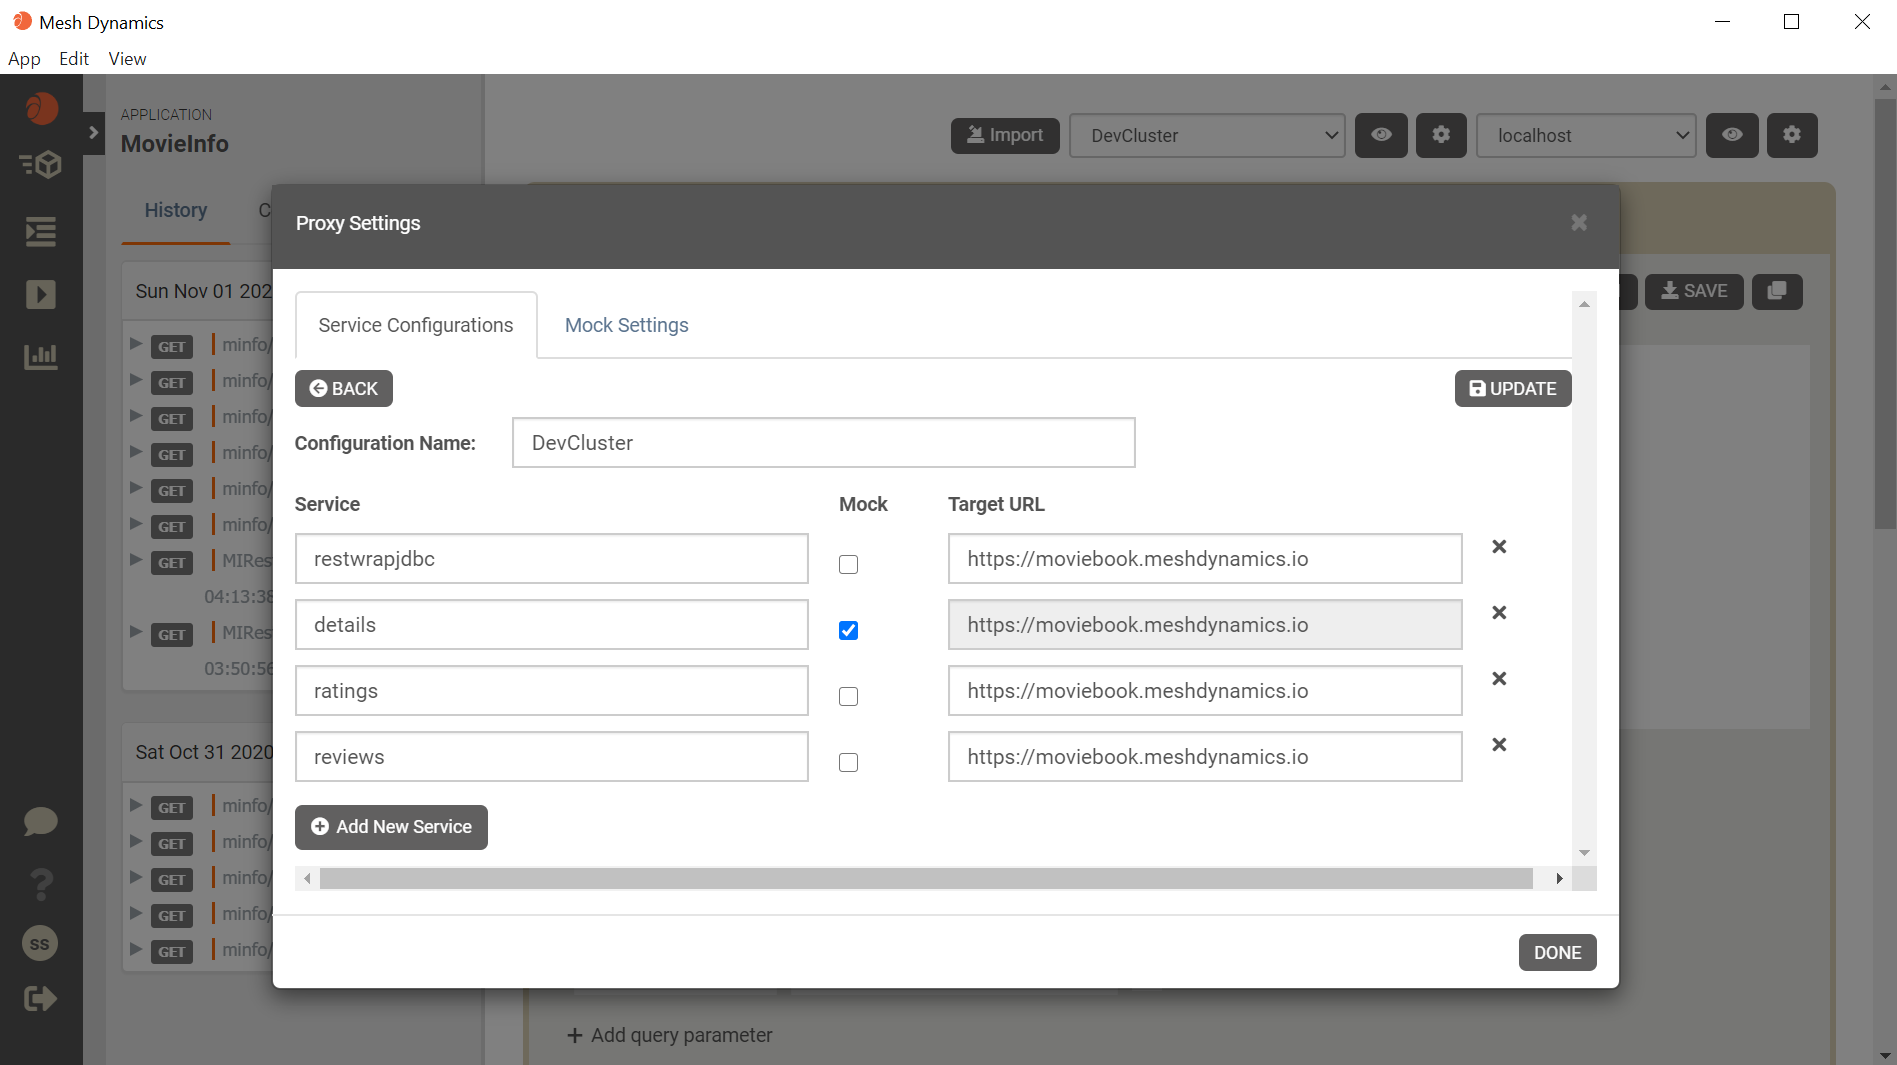 Mesh Dynamics
App Edit View
APPLICATION
MovieInfo
Import DevCluster localhost
History
Proxy Settings
Sun Nov 01 202
SAVE
Service Configurations Mock Settings
GET minfo/
GET minfo/
GET minfo/
GET minfo/
GET minfo/
GET minfo/
GET MIRes
04:13:38
GET MIRes
03:50:56
BACK UPDATE
Configuration Name: DevCluster
Service Mock Target URL
restwrapjdbc https://moviebook.meshdynamics.io
details https://moviebook.meshdynamics.io
ratings https://moviebook.meshdynamics.io
reviews https://moviebook.meshdynamics.io
Sat Oct 31 2020
GET minfo/
GET minfo/
GET minfo/
GET minfo/
GET minfo/
Add New Service
SS
DONE
Add query parameter